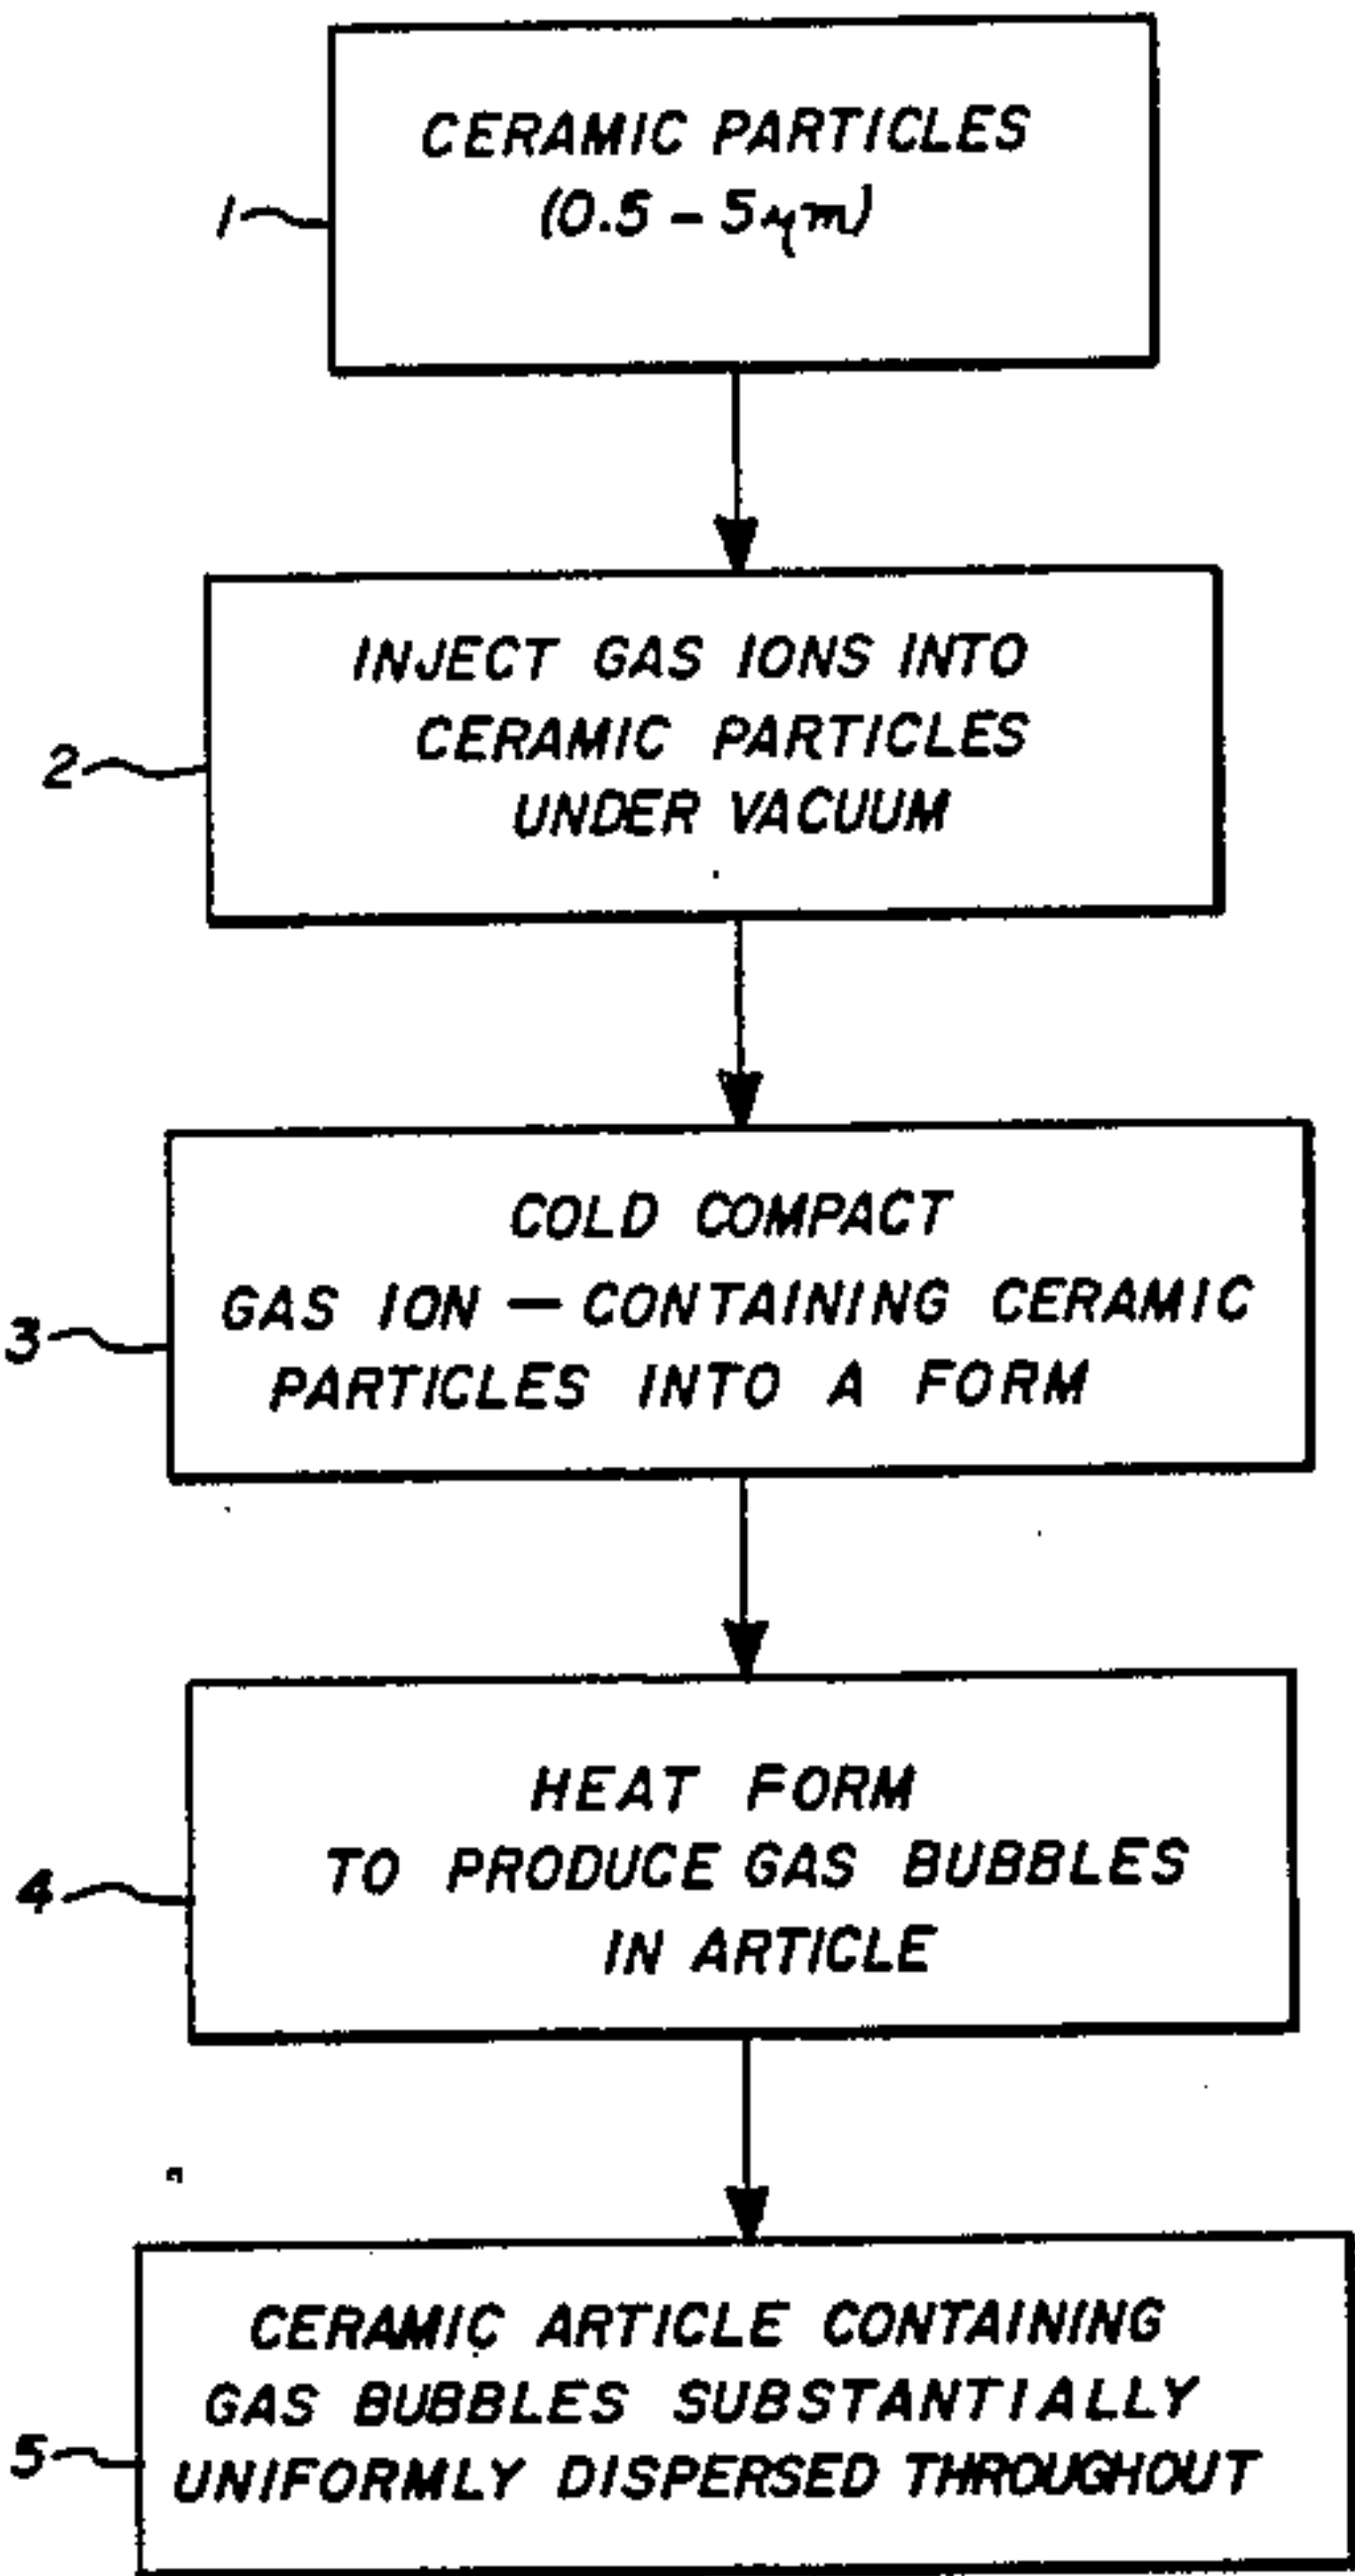 CERAMIC PARTICLES
1
(0.5 - 5 ηm)
INJECT GAS IONS INTO
CERAMIC PARTICLES
2
UNDER VACUUM
COLD COMPACT
GAS ION - CONTAINING CERAMIC
3
PARTICLES INTO A FORM
HEAT FORM
TO PRODUCE GAS BUBBLES
4
IN ARTICLE
CERAMIC ARTICLE CONTAINING
GAS BUBBLES SUBSTANTIALLY
5
UNIFORMLY DISPERSED THROUGHOUT